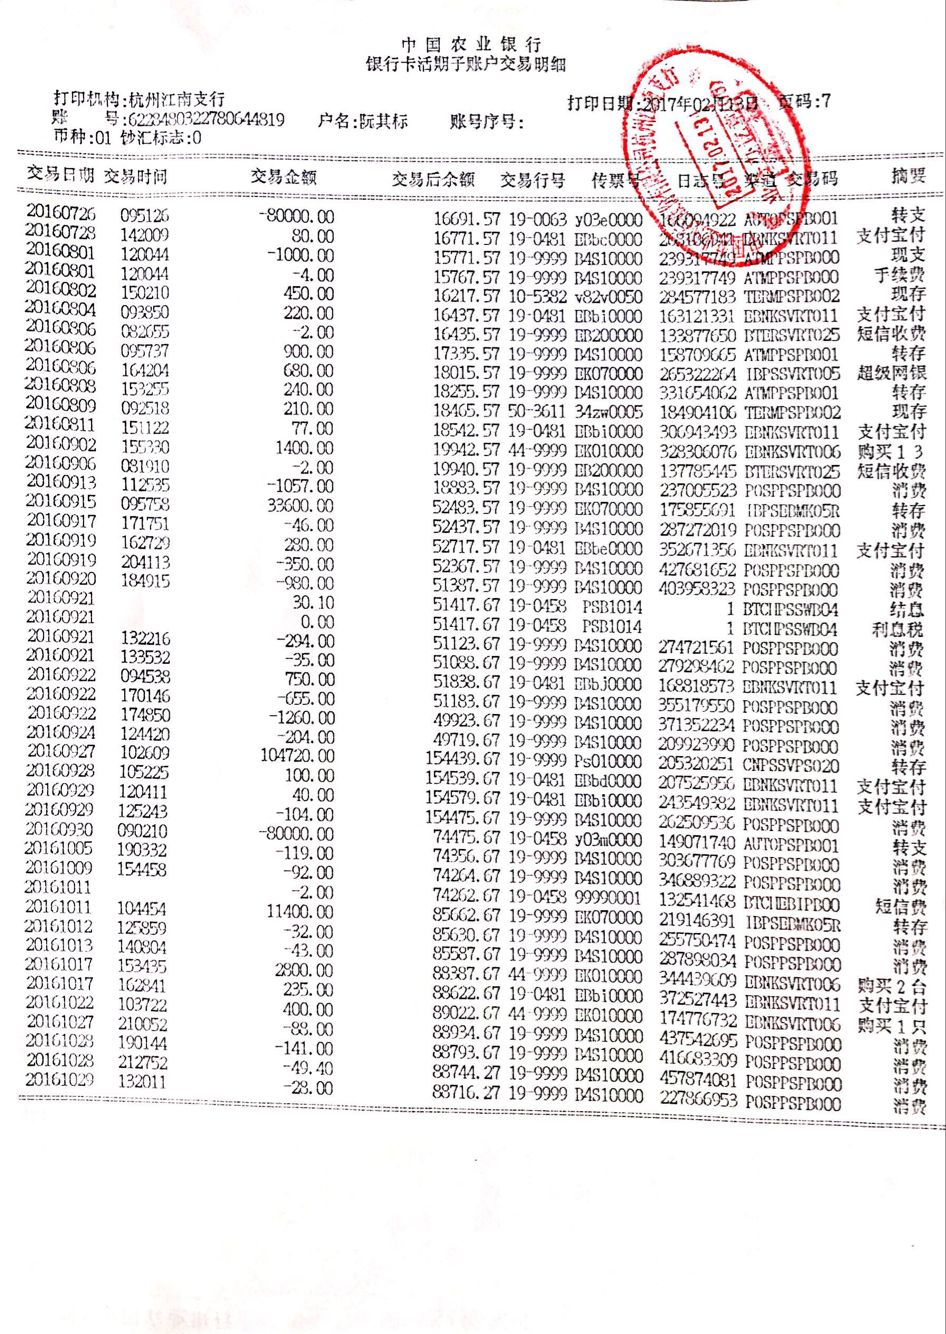 中国农业银行
银行卡活期子账户交易明细
打印机构:杭州江南支行 打印日期:2017年02月13日 页码:7
账 号:6228480322780644819 户名:阮其标 账号序号:
币种:01 钞汇标志:0
交易日期 交易时间 交易金额 交易后余额 交易行号 传票号 日志号 渠道 交易码 摘要
20160726 095126 -80000.00 16691.57 19-0063 y03e0000 166094922 AUTOPSPB001 转支
20160728 142009 80.00 16771.57 19-0481 EBbc0000 EBNKSVRT011 支付宝付
20160801 120044 -1000.00 15771.57 19-9999 B4S10000 239317749 ATMPPSPB000 现支
20160801 120044 -4.00 15767.57 19-9999 B4S10000 239317749 ATMPPSPB000 手续费
20160802 150210 450.00 16217.57 10-5382 v82v0050 284577183 TERMPSPB002 现存
20160804 093850 220.00 16437.57 19-0481 EBbi0000 163121331 EBNKSVRT011 支付宝付
20160806 082655 -2.00 16435.57 19-9999 EB200000 133877650 BTERSVRT025 短信收费
20160806 095737 900.00 17335.57 19-9999 B4S10000 158709665 ATMPPSPB001 转存
20160806 164204 680.00 18015.57 19-9999 EK070000 265322264 IBPSSVRT005 超级网银
20160808 153255 240.00 18255.57 19-9999 B4S10000 331654062 ATMPPSPB001 转存
20160809 092518 210.00 18465.57 50-3611 34zw0005 184904106 TERMPSPB002 现存
20160811 151122 77.00 18542.57 19-0481 EBbi0000 306943493 EBNKSVRT011 支付宝付
20160902 155330 1400.00 19942.57 44-9999 EK010000 328306076 EBNKSVRT006 购买13
20160906 081910 -2.00 19940.57 19-9999 EB200000 137785445 BTERSVRT025 短信收费
20160913 112535 -1057.00 18883.57 19-9999 B4S10000 237005523 POSPPSPB000 消费
20160915 095758 33600.00 52483.57 19-9999 EK070000 175855691 IBPSEDMK05R 转存
20160917 171751 -46.00 52437.57 19-9999 B4S10000 287272019 POSPPSPB000 消费
20160919 162729 280.00 52717.57 19-0481 EBbe0000 352671356 EBNKSVRT011 支付宝付
20160919 204113 -350.00 52367.57 19-9999 B4S10000 427681652 POSPPSPB000 消费
20160920 184915 -980.00 51387.57 19-9999 B4S10000 403958323 POSPPSPB000 消费
20160921 30.10 51417.67 19-0458 PSB1014 1 BTCHPSSWB04 结息
20160921 0.00 51417.67 19-0458 PSB1014 1 BTCHPSSWB04 利息税
20160921 132216 -294.00 51123.67 19-9999 B4S10000 274721561 POSPPSPB000 消费
20160921 133532 -35.00 51088.67 19-9999 B4S10000 279298462 POSPPSPB000 消费
20160922 094538 750.00 51838.67 19-0481 EBbj0000 168818573 EBNKSVRT011 支付宝付
20160922 170146 -655.00 51183.67 19-9999 B4S10000 355179550 POSPPSPB000 消费
20160922 174850 -1260.00 49923.67 19-9999 B4S10000 371352234 POSPPSPB000 消费
20160924 124420 -204.00 49719.67 19-9999 B4S10000 209923990 POSPPSPB000 消费
20160927 102609 104720.00 154439.67 19-9999 Ps010000 205320251 CNPSSVPS020 转存
20160928 105225 100.00 154539.67 19-0481 EBbd0000 207525956 EBNKSVRT011 支付宝付
20160929 120411 40.00 154579.67 19-0481 EBbi0000 243549382 EBNKSVRT011 支付宝付
20160929 125243 -104.00 154475.67 19-9999 B4S10000 262509536 POSPPSPB000 消费
20160930 090210 -80000.00 74475.67 19-0458 y03m0000 149071740 AUTOPSPB001 转支
20161005 190332 -119.00 74356.67 19-9999 B4S10000 303677769 POSPPSPB000 消费
20161009 154458 -92.00 74264.67 19-9999 B4S10000 346889322 POSPPSPB000 消费
20161011 -2.00 74262.67 19-0458 99990001 132541468 BTCHEBIPB00 短信费
20161011 104454 11400.00 85662.67 19-9999 EK070000 219146391 IBPSEDMK05R 转存
20161012 125859 -32.00 85630.67 19-9999 B4S10000 255750474 POSPPSPB000 消费
20161013 140804 -43.00 85587.67 19-9999 B4S10000 287898034 POSPPSPB000 消费
20161017 153435 2800.00 88387.67 44-9999 EK010000 344439609 EBNKSVRT006 购买2台
20161017 162841 235.00 88622.67 19-0481 EBbi0000 372527443 EBNKSVRT011 支付宝付
20161022 103722 400.00 89022.67 44-9999 EK010000 174776732 EBNKSVRT006 购买1只
20161027 210052 -88.00 88934.67 19-9999 B4S10000 437542695 POSPPSPB000 消费
20161028 190144 -141.00 88793.67 19-9999 B4S10000 416683309 POSPPSPB000 消费
20161028 212752 -49.40 88744.27 19-9999 B4S10000 457874081 POSPPSPB000 消费
20161029 132011 -28.00 88716.27 19-9999 B4S10000 227866953 POSPPSPB000 消费
2017.02.13